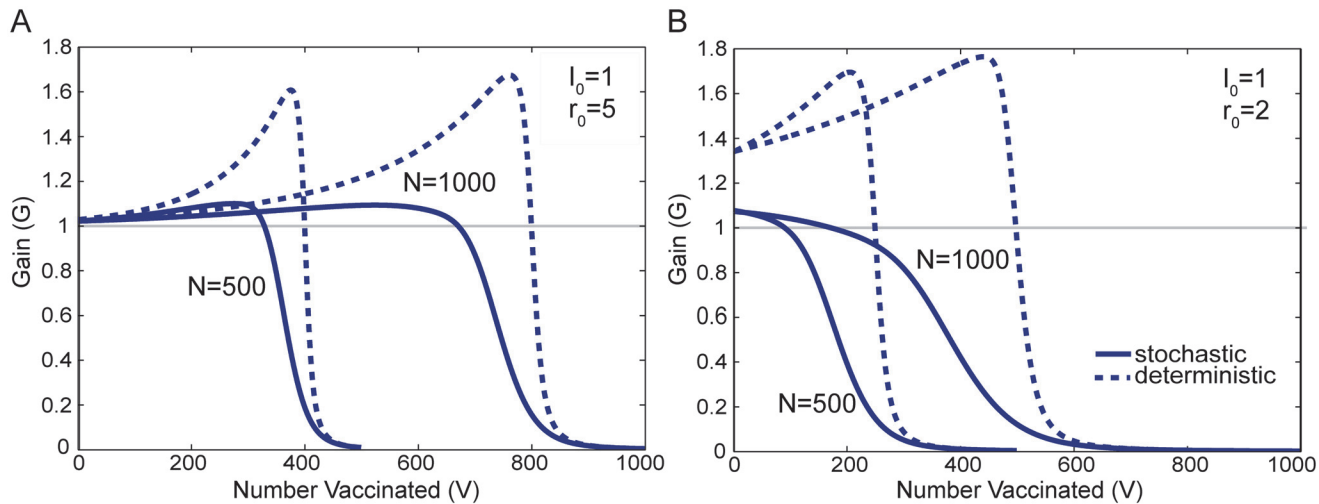 A
1.8
1.6
1.4
1.2
1
0.8
0.6
0.4
0.2
0
Gain (G)
I0=1
r0=5
N=1000
N=500
0 200 400 600 800 1000
Number Vaccinated (V)
B
1.8
1.6
1.4
1.2
1
0.8
0.6
0.4
0.2
0
Gain (G)
I0=1
r0=2
N=1000
N=500
stochastic
deterministic
0 200 400 600 800 1000
Number Vaccinated (V)